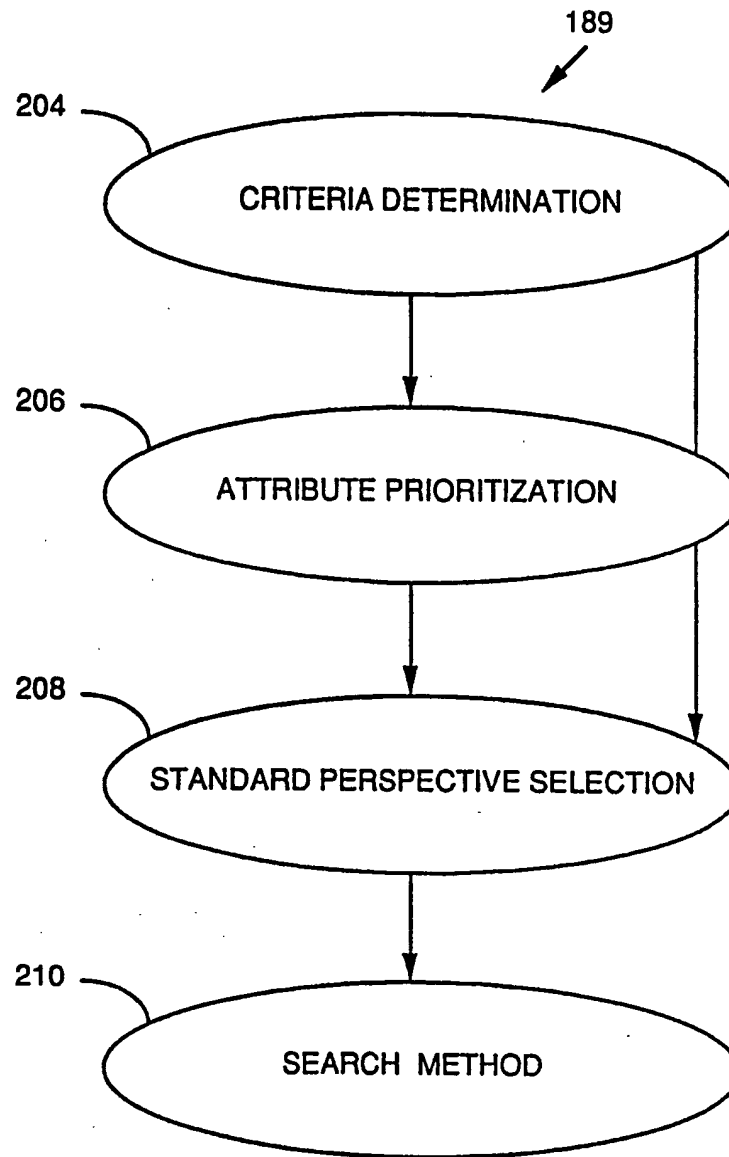 189
204
CRITERIA DETERMINATION
206
ATTRIBUTE PRIORITIZATION
208
STANDARD PERSPECTIVE SELECTION
210
SEARCH METHOD